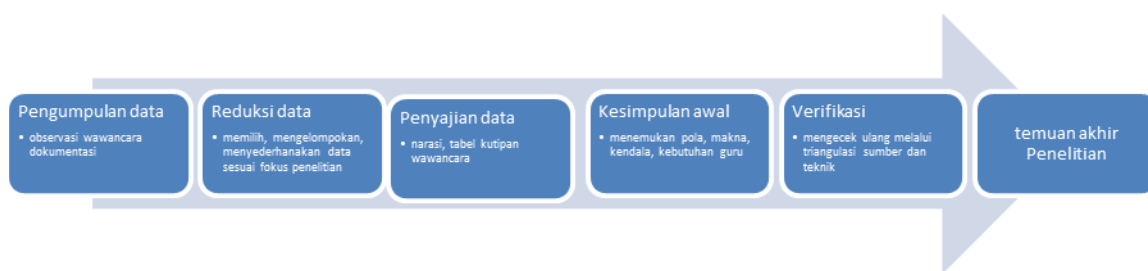 Pengumpulan data
▪ observasi wawancara
dokumentasi
Reduksi data
▪ memilih, mengelompokan,
menyederhanakan data
sesuai fokus penelitian
Penyajian data
▪ narasi, tabel kutipan
wawancara
Kesimpulan awal
▪ menemukan pola, makna,
kendala, kebutuhan guru
Verifikasi
▪ mengecek ulang melalui
triangulasi sumber dan
teknik
temuan akhir
Penelitian